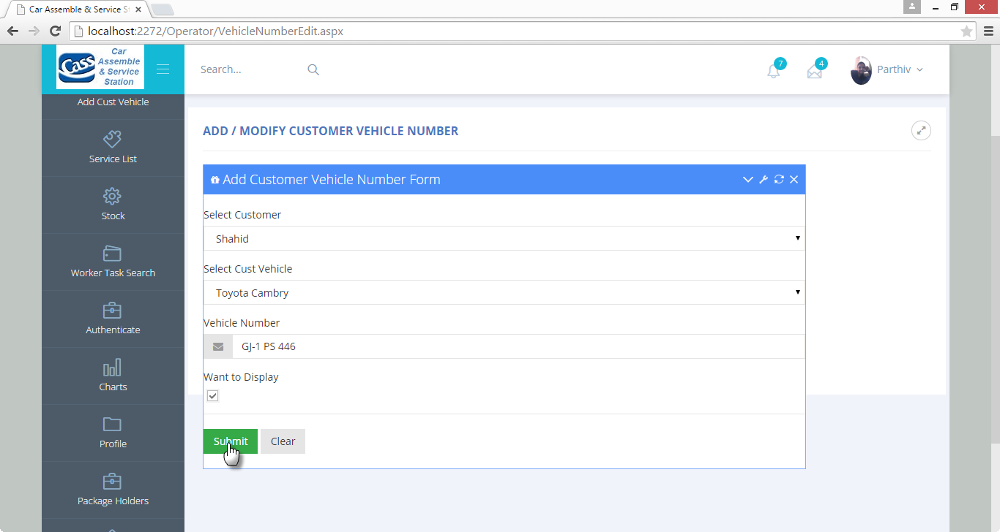 Car Assemble & Service St
localhost:2272/Operator/VehicleNumberEdit.aspx
Cass
Car
Assemble
& Service
Station
Search...
7
4
Parthiv
Add Cust Vehicle
Service List
Stock
Worker Task Search
Authenticate
Charts
Profile
Package Holders
ADD / MODIFY CUSTOMER VEHICLE NUMBER
Add Customer Vehicle Number Form
Select Customer
Shahid
Select Cust Vehicle
Toyota Cambry
Vehicle Number
GJ-1 PS 446
Want to Display
Submit Clear